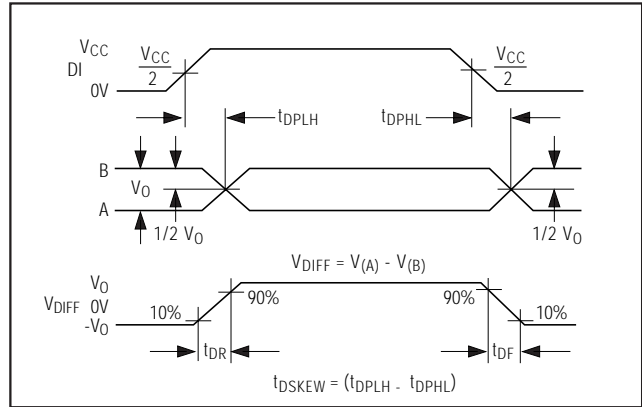 VCC
DI
0V
VCC
2
VCC
2
tDPLH
tDPHL
B
VO
A
1/2 VO
1/2 VO
VDIFF = V(A) - V(B)
VO
VDIFF 0V
-VO
10%
90%
90%
10%
tDR
tDF
tDSKEW = (tDPLH - tDPHL)